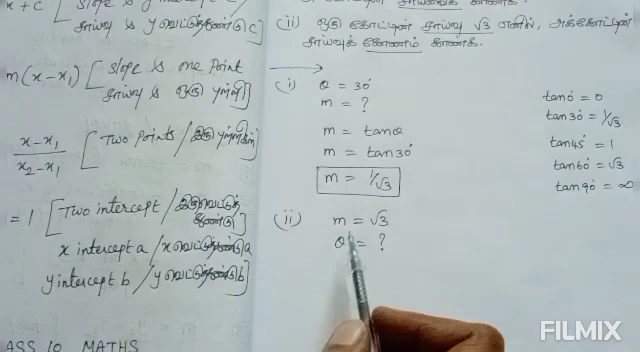 x + c [ Slope & y
சாய்வு & y வெட்டுத்துண்டு c]
m(x-x₁) [ Slope & one Point
சாய்வு & ஒரு புள்ளி]
x-x₁
x₂-x₁ [ Two Points / இரு புள்ளிகள்]
= 1 [ Two intercept / இருவெட்டுத்
துண்டு]
x intercept a / x வெட்டுத்துண்டு a
y intercept b / y வெட்டுத்துண்டு b]
ASS 10 MATHS
(ii) ஒரு கோட்டின் சாய்வு √3 எனில், அக்கோட்டின்
சாய்வுக் கோணம் காண்க.
(i) θ = 30°
m = ?
m = tanθ
m = tan30°
m = 1/√3
(ii) m = √3
θ = ?
tan0° = 0
tan30° = 1/√3
tan45° = 1
tan60° = √3
tan90° = ∞
FILMIX